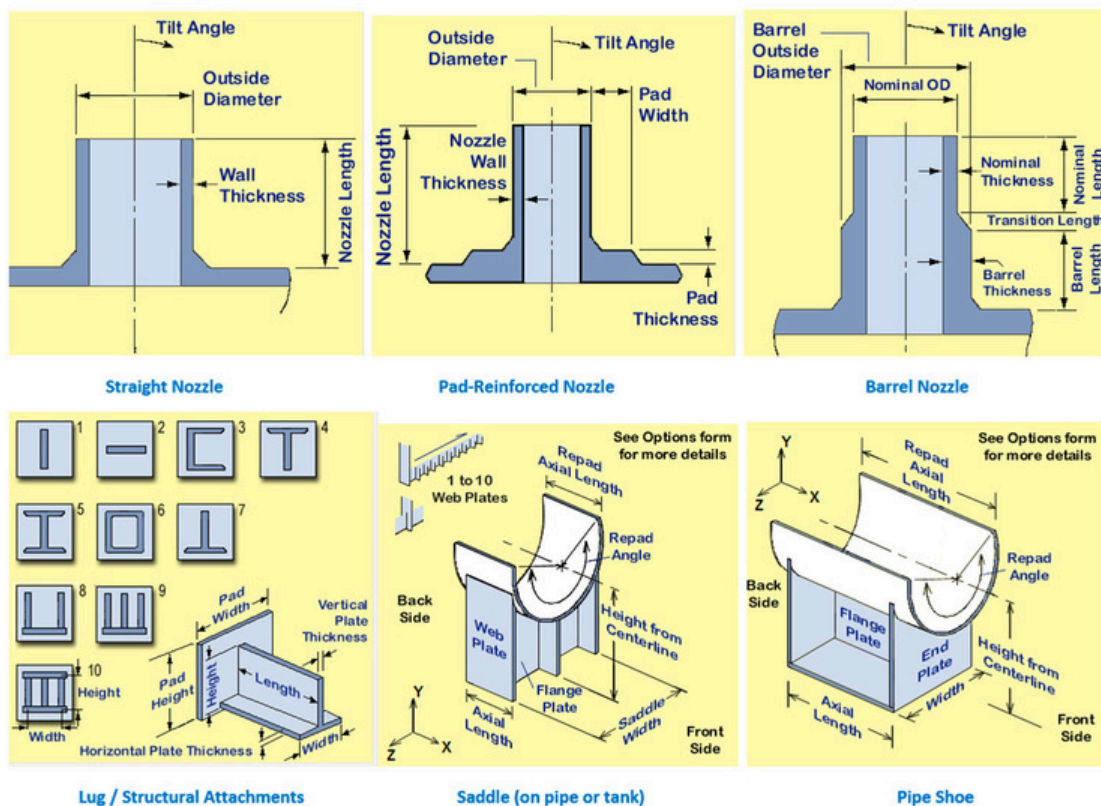 Tilt Angle
Outside
Diameter
Wall
Thickness
Nozzle Length
Straight Nozzle
Outside
Diameter
Tilt Angle
Pad
Width
Nozzle
Wall
Thickness
Nozzle Length
Pad
Thickness
Pad-Reinforced Nozzle
Barrel
Outside
Diameter
Tilt Angle
Nominal OD
Nominal
Thickness
Nominal
Length
Transition Length
Barrel
Thickness
Barrel
Length
Barrel Nozzle
1
2
3
4
5
6
7
8
9
10
Height
Width
Pad
Width
Vertical
Plate
Thickness
Pad
Height
Height
Length
Horizontal Plate Thickness
Width
Lug / Structural Attachments
See Options form
for more details
1 to 10
Web Plates
Repad
Axial Length
Repad
Angle
Back
Side
Web
Plate
Flange
Plate
Height from
Centerline
Axial
Length
Saddle
Width
Front
Side
Y
X
Z
Saddle (on pipe or tank)
See Options form
for more details
Y
X
Z
Repad
Axial
Length
Repad
Angle
Back
Side
Flange
Plate
End
Plate
Height from
Centerline
Axial
Length
Width
Front
Side
Pipe Shoe